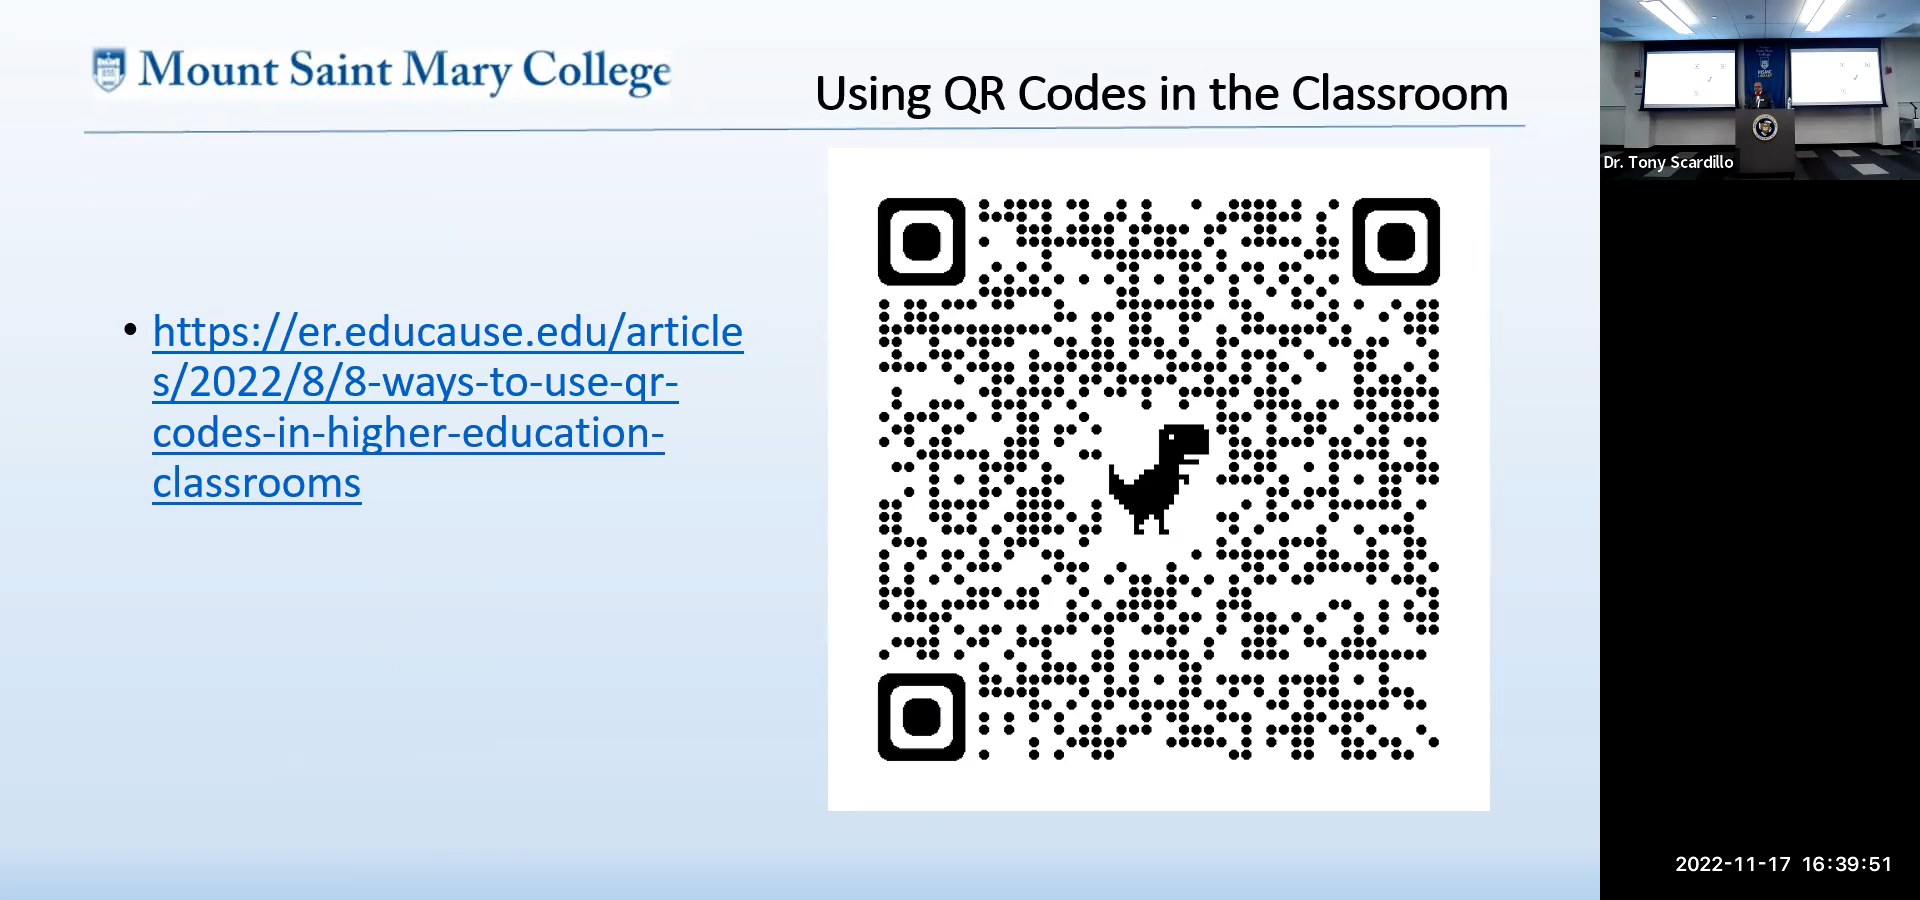 Mount Saint Mary College
Using QR Codes in the Classroom
• https://er.educause.edu/article
s/2022/8/8-ways-to-use-qr-
codes-in-higher-education-
classrooms
Dr. Tony Scardillo
2022-11-17 16:39:51